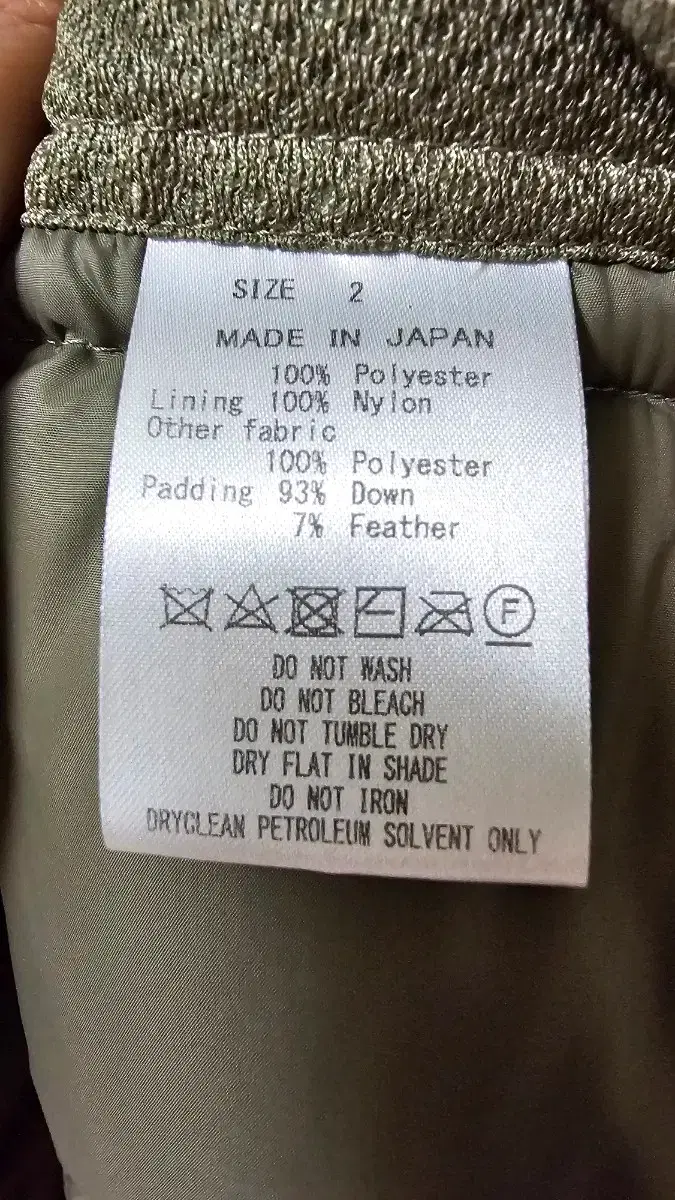 SIZE 2
MADE IN JAPAN
100% Polyester
Lining 100% Nylon
Other fabric
100% Polyester
Padding 93% Down
7% Feather
F
DO NOT WASH
DO NOT BLEACH
DO NOT TUMBLE DRY
DRY FLAT IN SHADE
DO NOT IRON
DRYCLEAN PETROLEUM SOLVENT ONLY